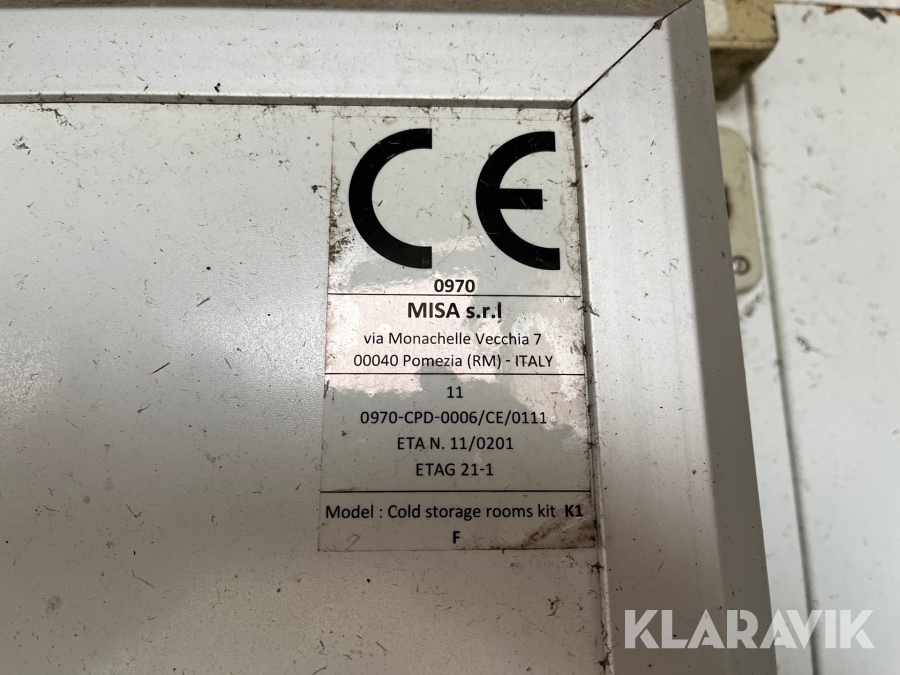 CE
0970
MISA s.r.l
via Monachelle Vecchia 7
00040 Pomezia (RM) - ITALY
11
0970-CPD-0006/CE/0111
ETA N. 11/0201
ETAG 21-1
Model : Cold storage rooms kit K1
F
KLARAVIK